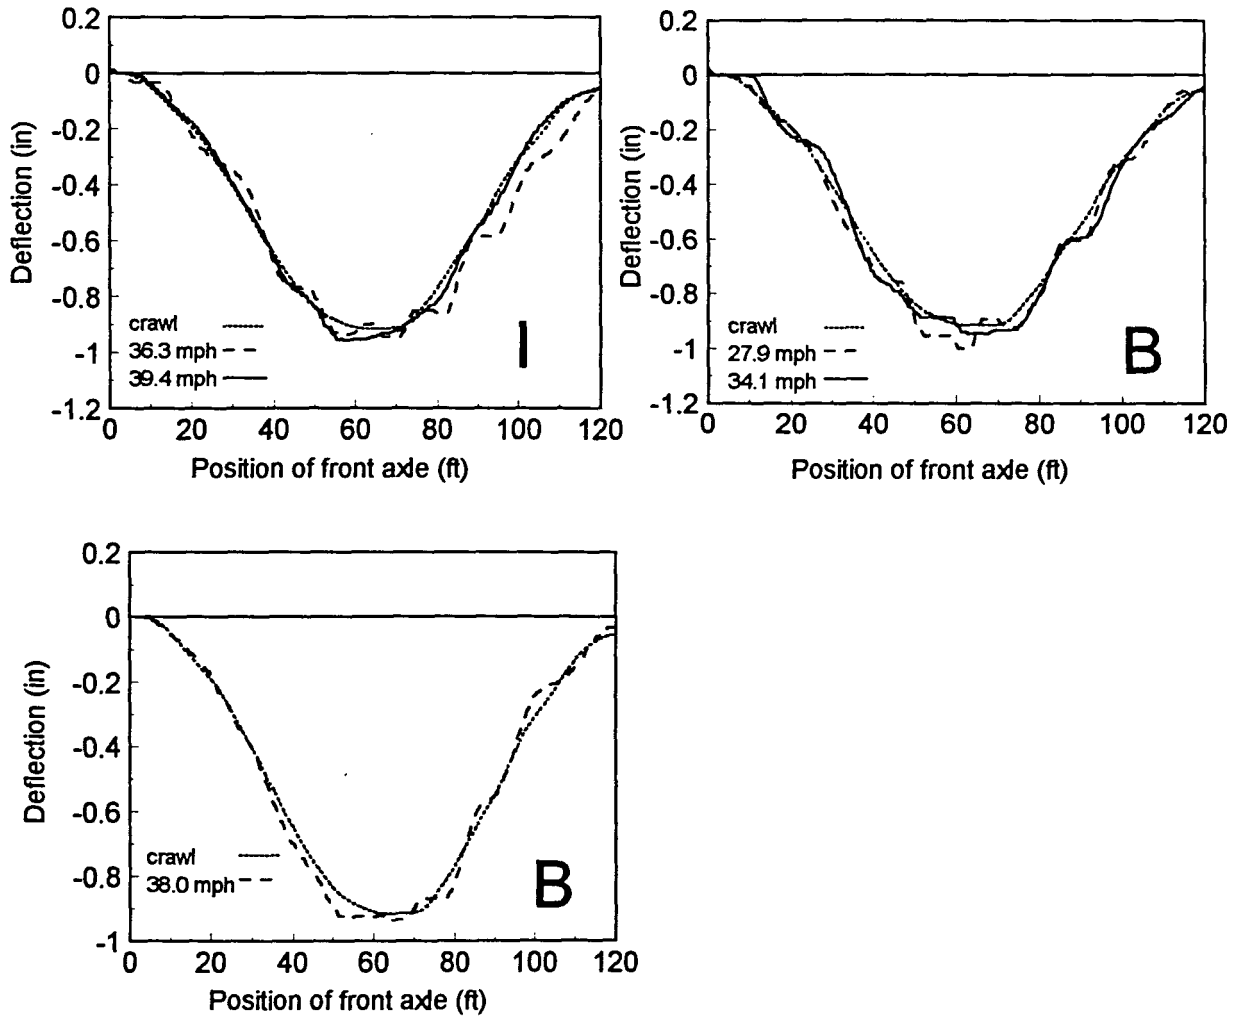 0.2
0
-0.2
-0.4
-0.6
-0.8
-1
-1.2
Deflection (in)
crawl
36.3 mph
39.4 mph
I
0 20 40 60 80 100 120
Position of front axle (ft)
0.2
0
-0.2
-0.4
-0.6
-0.8
-1
-1.2
Deflection (in)
crawl
27.9 mph
34.1 mph
B
0 20 40 60 80 100 120
Position of front axle (ft)
0.2
0
-0.2
-0.4
-0.6
-0.8
-1
Deflection (in)
crawl
38.0 mph
B
0 20 40 60 80 100 120
Position of front axle (ft)